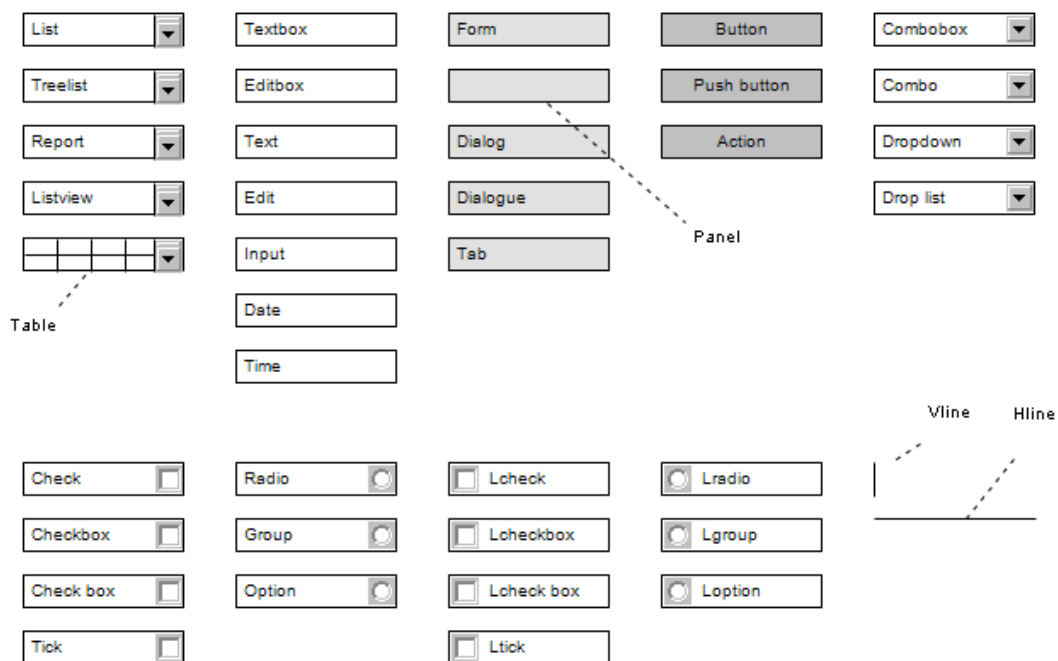 List
Textbox
Form
Button
Combobox
Treelist
Editbox
Push button
Combo
Report
Text
Dialog
Action
Dropdown
Listview
Edit
Dialogue
Drop list
Panel
Input
Tab
Table
Date
Time
Vline
Hline
Check
Radio
Lcheck
Lradio
Checkbox
Group
Lcheckbox
Lgroup
Check box
Option
Lcheck box
Loption
Tick
Ltick